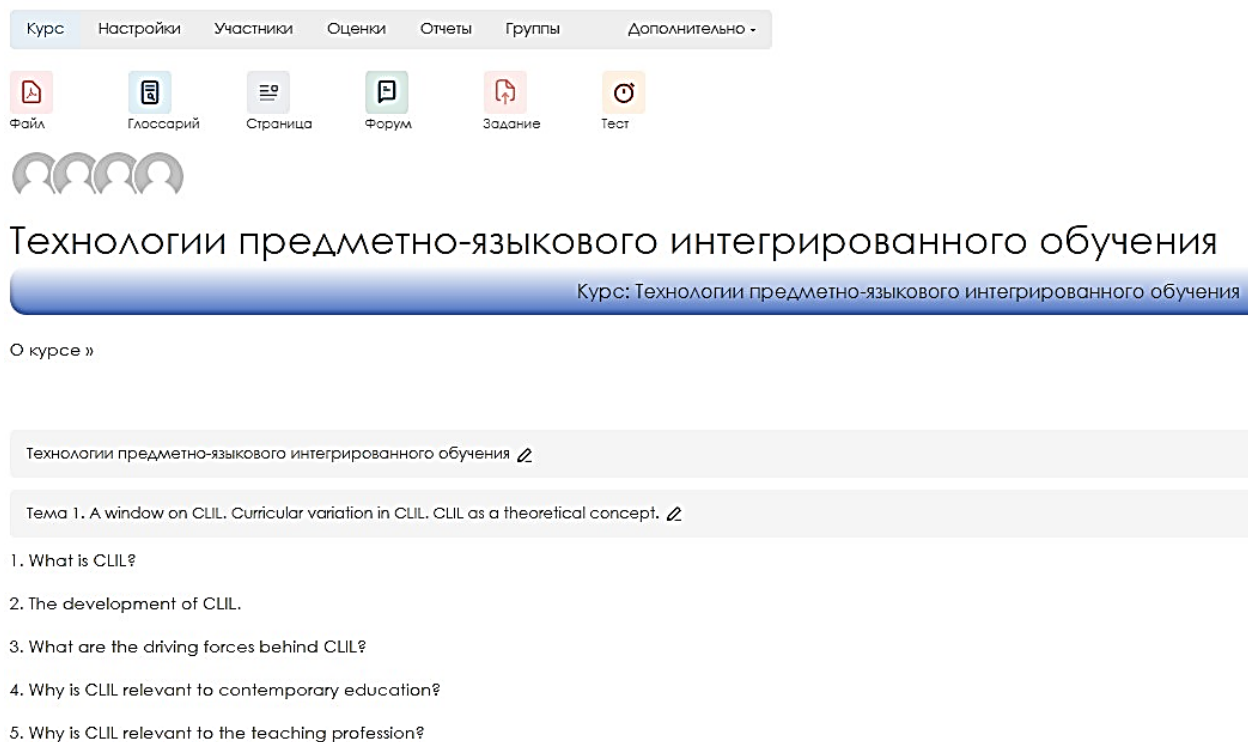 Курс Настройки Участники Оценки Отчеты Группы Дополнительно
Файл Глоссарий Страница Форум Задание Тест
Технологии предметно-языкового интегрированного обучения
Курс: Технологии предметно-языкового интегрированного обучения
О курсе »
Технологии предметно-языкового интегрированного обучения
Тема 1. A window on CLIL. Curricular variation in CLIL. CLIL as a theoretical concept.
1. What is CLIL?
2. The development of CLIL.
3. What are the driving forces behind CLIL?
4. Why is CLIL relevant to contemporary education?
5. Why is CLIL relevant to the teaching profession?